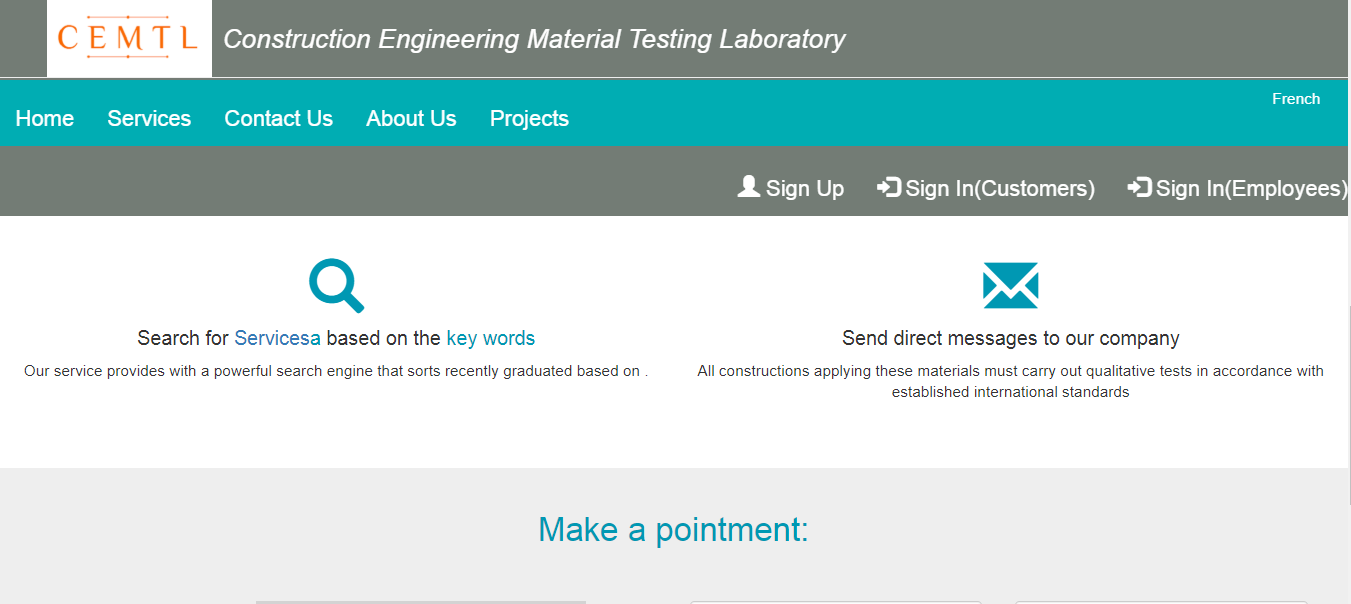 CEMTL Construction Engineering Material Testing Laboratory
French
Home Services Contact Us About Us Projects
Sign Up Sign In(Customers) Sign In(Employees)
Search for Servicesa based on the key words
Our service provides with a powerful search engine that sorts recently graduated based on .
Send direct messages to our company
All constructions applying these materials must carry out qualitative tests in accordance with
established international standards
Make a pointment: